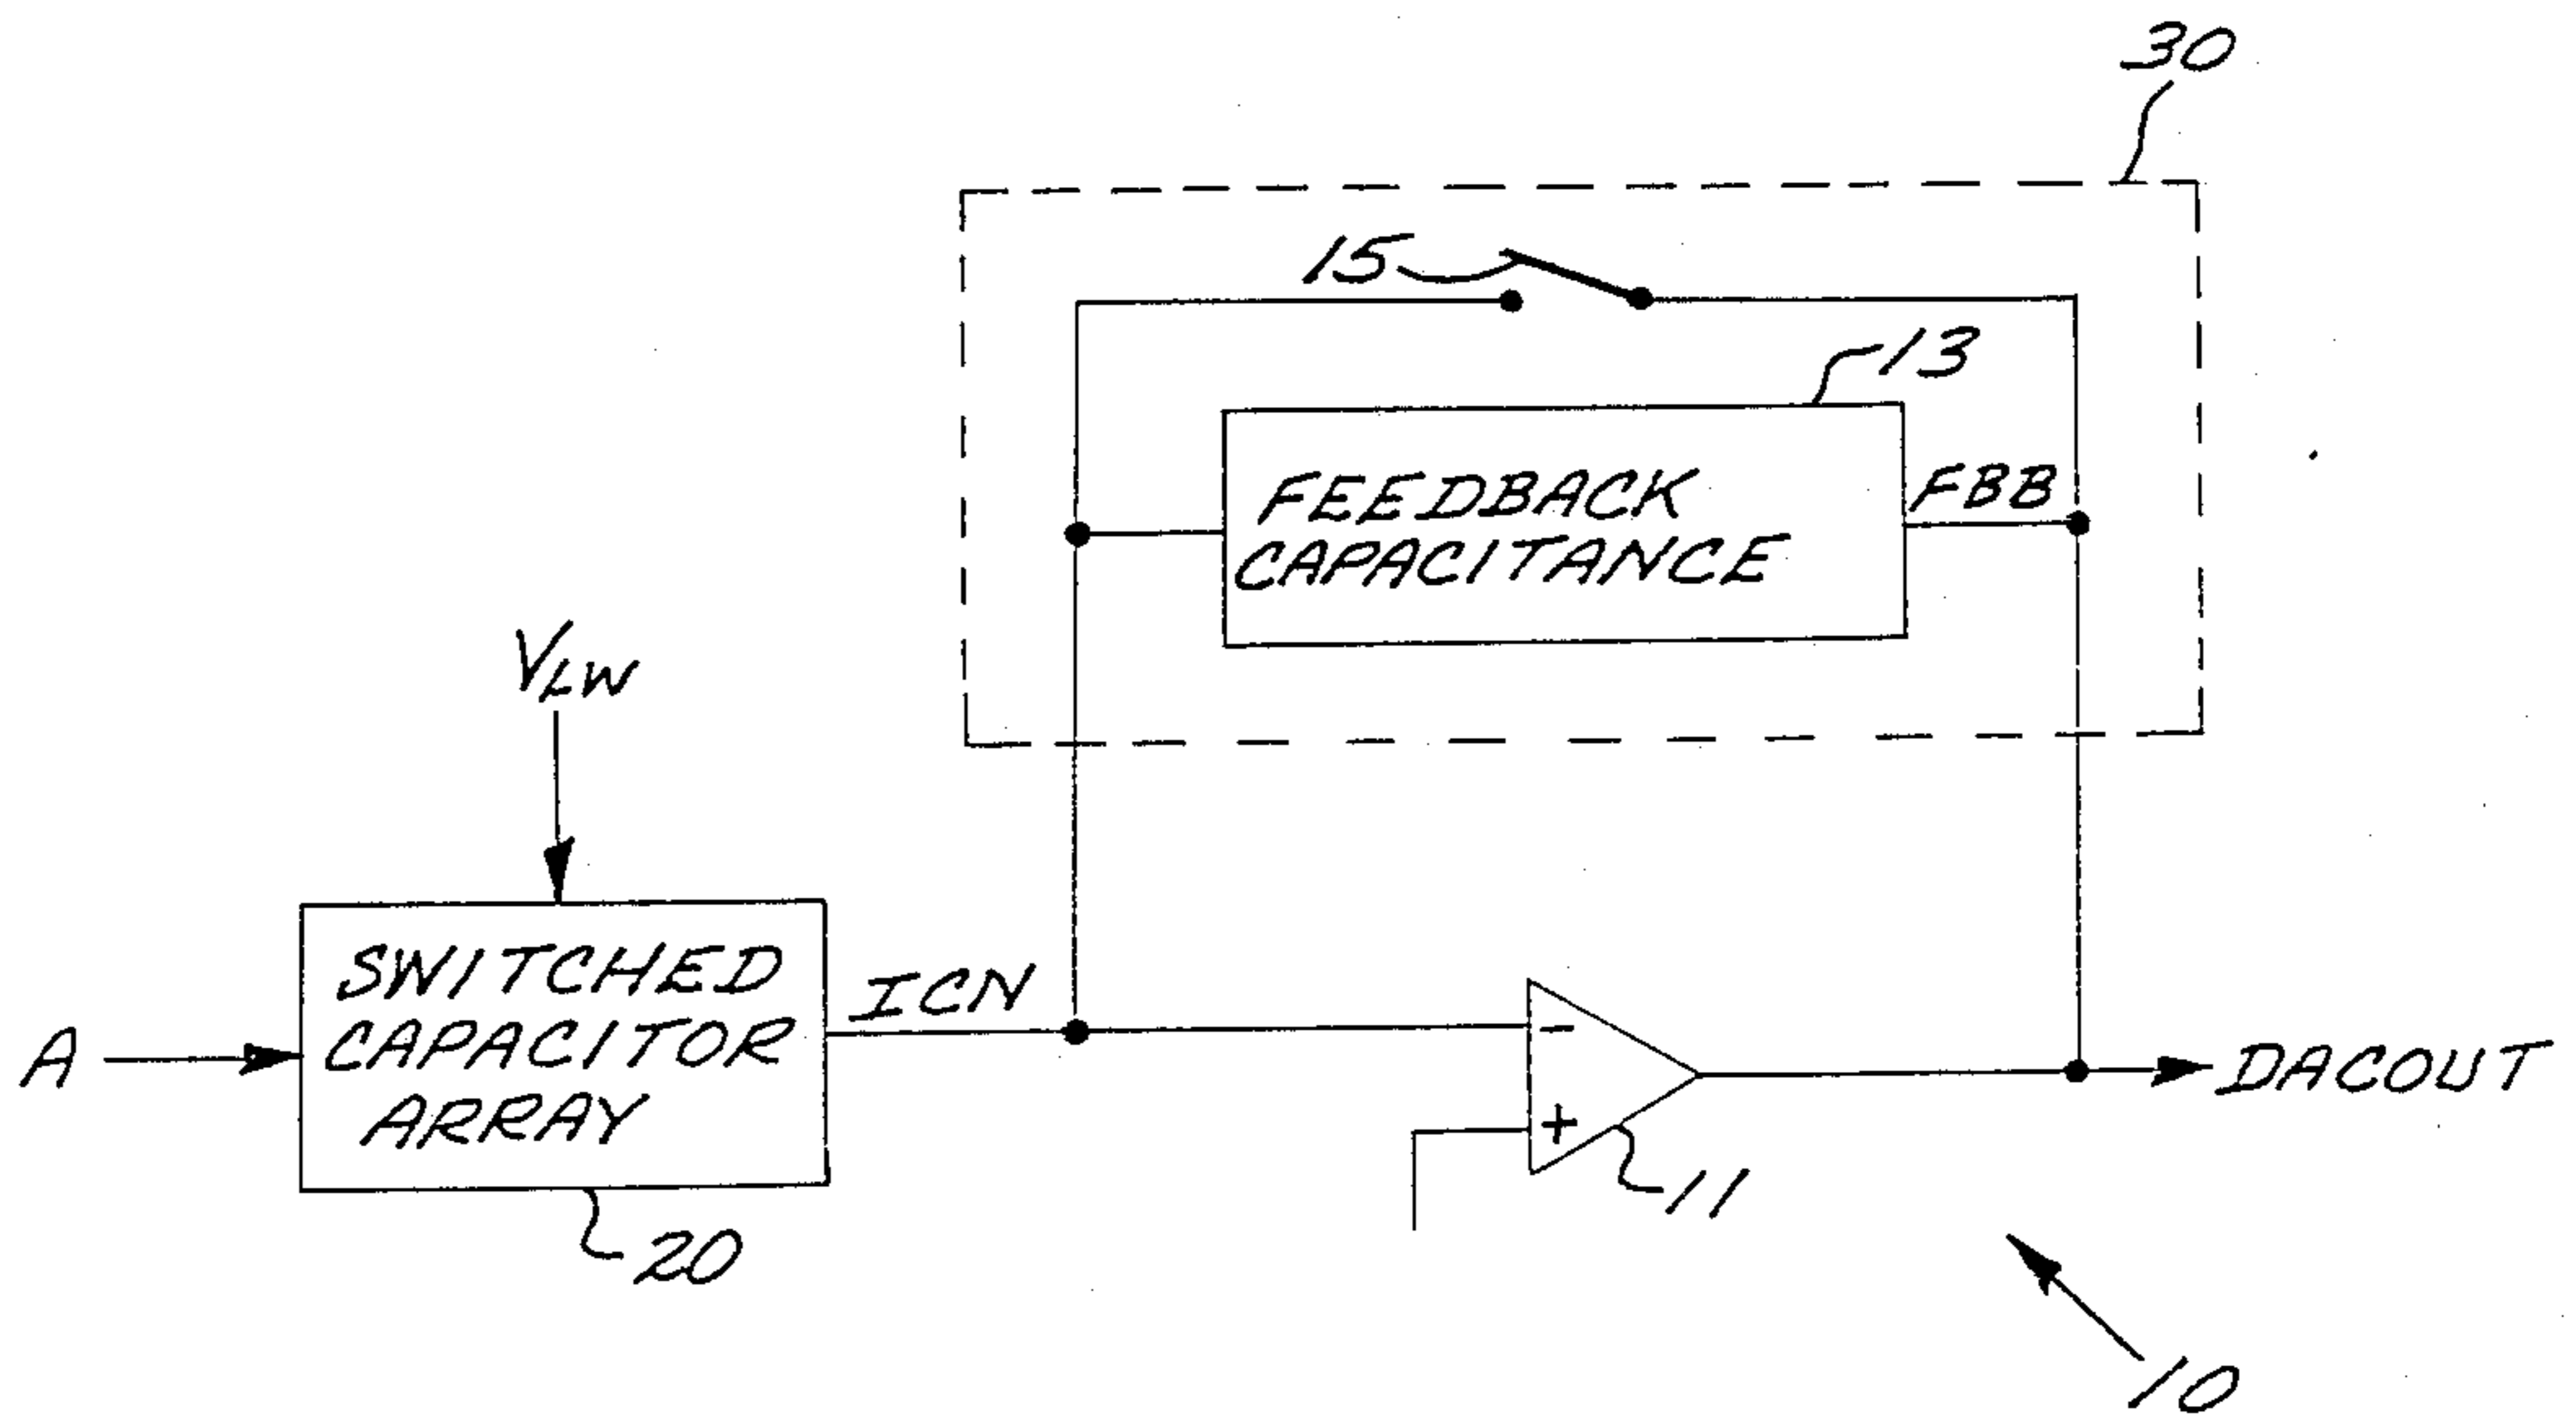 30
15
13
FEEDBACK
CAPACITANCE
FBB
VLW
SWITCHED
CAPACITOR
ARRAY
ICN
A
-
+
DACOUT
11
20
10